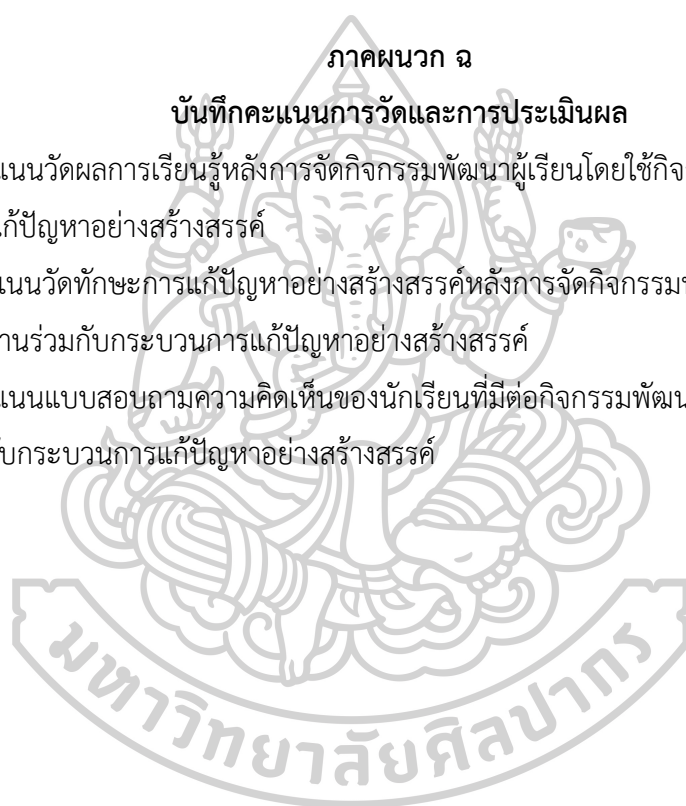 ภาคผนวก ฉ
บันทึกคะแนนการวัดและการประเมินผล
แนนวัดผลการเรียนรู้หลังการจัดกิจกรรมพัฒนาผู้เรียนโดยใช้กิจ
ก้ปัญหาอย่างสร้างสรรค์
แนนวัดทักษะการแก้ปัญหาอย่างสร้างสรรค์หลังการจัดกิจกรรม
านร่วมกับกระบวนการแก้ปัญหาอย่างสร้างสรรค์
แนนแบบสอบถามความคิดเห็นของนักเรียนที่มีต่อกิจกรรมพัฒน
ับกระบวนการแก้ปัญหาอย่างสร้างสรรค์
มหาวิทยาลัยศิลปากร